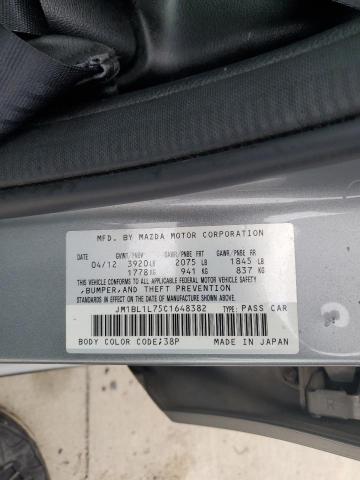 MFD. BY MAZDA MOTOR CORPORATION
GVWR/PNBV GAWR/PNBE FRT GAWR/PNBE RR
04/12 3920LB 2075 LB 1845 LB
1778KG 941 KG 837 KG
THIS VEHICLE CONFORMS TO ALL APPLICABLE U.S. FEDERAL MOTOR VEHICLE SAFETY
,BUMPER,AND THEFT PREVENTION
STANDARDS IN EFFECT ON THE DATE OF MANUFACTURE SHOWN ABOVE.
JM1BL1L75C1648382 TYPE: PASS CAR
BODY COLOR CODE;38P MADE IN JAPAN